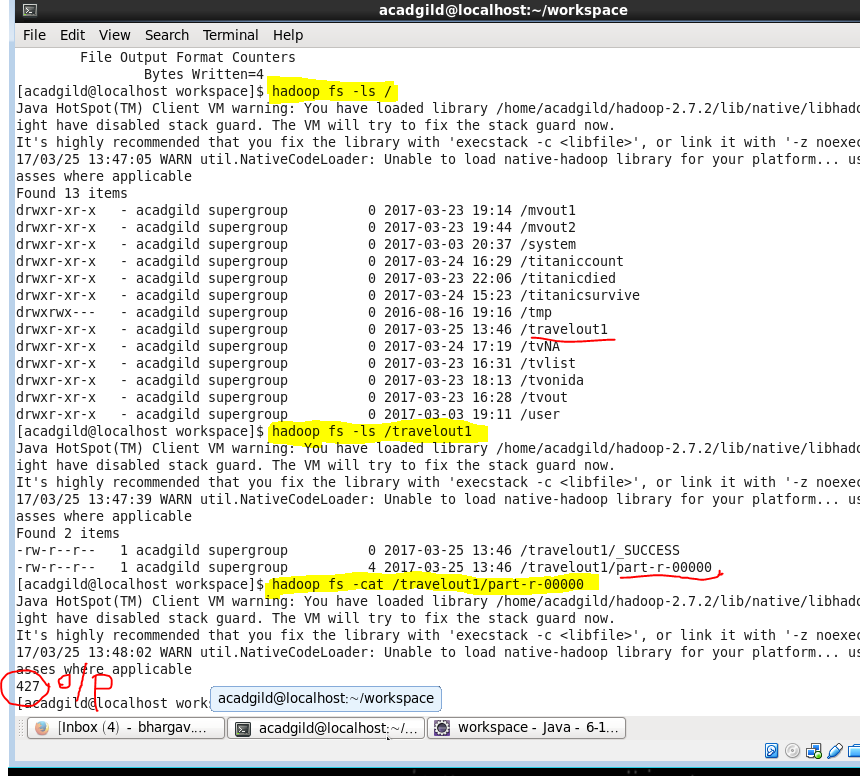 acadgild@localhost:~/workspace
File Edit View Search Terminal Help
File Output Format Counters
Bytes Written=4
[acadgild@localhost workspace]$ hadoop fs -ls /
Java HotSpot(TM) Client VM warning: You have loaded library /home/acadgild/hadoop-2.7.2/lib/native/libhado
ight have disabled stack guard. The VM will try to fix the stack guard now.
It's highly recommended that you fix the library with 'execstack -c <libfile>', or link it with '-z noexec
17/03/25 13:47:05 WARN util.NativeCodeLoader: Unable to load native-hadoop library for your platform... us
asses where applicable
Found 13 items
drwxr-xr-x - acadgild supergroup 0 2017-03-23 19:14 /mvout1
drwxr-xr-x - acadgild supergroup 0 2017-03-23 19:44 /mvout2
drwxr-xr-x - acadgild supergroup 0 2017-03-03 20:37 /system
drwxr-xr-x - acadgild supergroup 0 2017-03-24 16:29 /titaniccount
drwxr-xr-x - acadgild supergroup 0 2017-03-23 22:06 /titanicdied
drwxr-xr-x - acadgild supergroup 0 2017-03-24 15:23 /titanicsurvive
drwxrwx--- - acadgild supergroup 0 2016-08-16 19:16 /tmp
drwxr-xr-x - acadgild supergroup 0 2017-03-25 13:46 /travelout1
drwxr-xr-x - acadgild supergroup 0 2017-03-24 17:19 /tvNA
drwxr-xr-x - acadgild supergroup 0 2017-03-23 16:31 /tvlist
drwxr-xr-x - acadgild supergroup 0 2017-03-23 18:13 /tvonida
drwxr-xr-x - acadgild supergroup 0 2017-03-23 16:28 /tvout
drwxr-xr-x - acadgild supergroup 0 2017-03-03 19:11 /user
[acadgild@localhost workspace]$ hadoop fs -ls /travelout1
Java HotSpot(TM) Client VM warning: You have loaded library /home/acadgild/hadoop-2.7.2/lib/native/libhado
ight have disabled stack guard. The VM will try to fix the stack guard now.
It's highly recommended that you fix the library with 'execstack -c <libfile>', or link it with '-z noexec
17/03/25 13:47:39 WARN util.NativeCodeLoader: Unable to load native-hadoop library for your platform... us
asses where applicable
Found 2 items
-rw-r--r-- 1 acadgild supergroup 0 2017-03-25 13:46 /travelout1/_SUCCESS
-rw-r--r-- 1 acadgild supergroup 4 2017-03-25 13:46 /travelout1/part-r-00000
[acadgild@localhost workspace]$ hadoop fs -cat /travelout1/part-r-00000
Java HotSpot(TM) Client VM warning: You have loaded library /home/acadgild/hadoop-2.7.2/lib/native/libhado
ight have disabled stack guard. The VM will try to fix the stack guard now.
It's highly recommended that you fix the library with 'execstack -c <libfile>', or link it with '-z noexec
17/03/25 13:48:02 WARN util.NativeCodeLoader: Unable to load native-hadoop library for your platform... us
asses where applicable
427 o/p
[acadgild@localhost works
acadgild@localhost:~/workspace
[Inbox (4) - bhargav.... acadgild@localhost:~/... workspace - Java - 6-1...